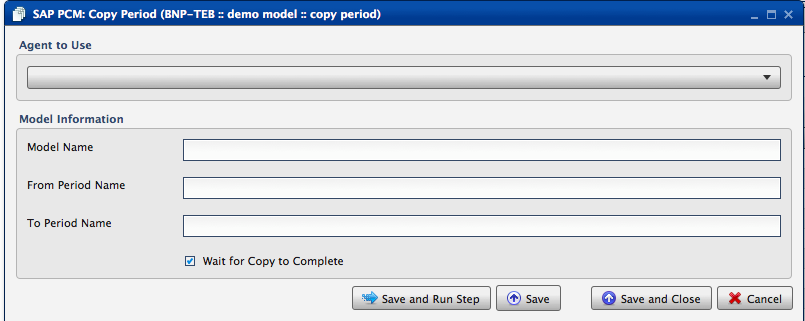 SAP PCM: Copy Period (BNP-TEB :: demo model :: copy period)
Agent to Use
Model Information
Model Name
From Period Name
To Period Name
Wait for Copy to Complete
Save and Run Step
Save
Save and Close
Cancel